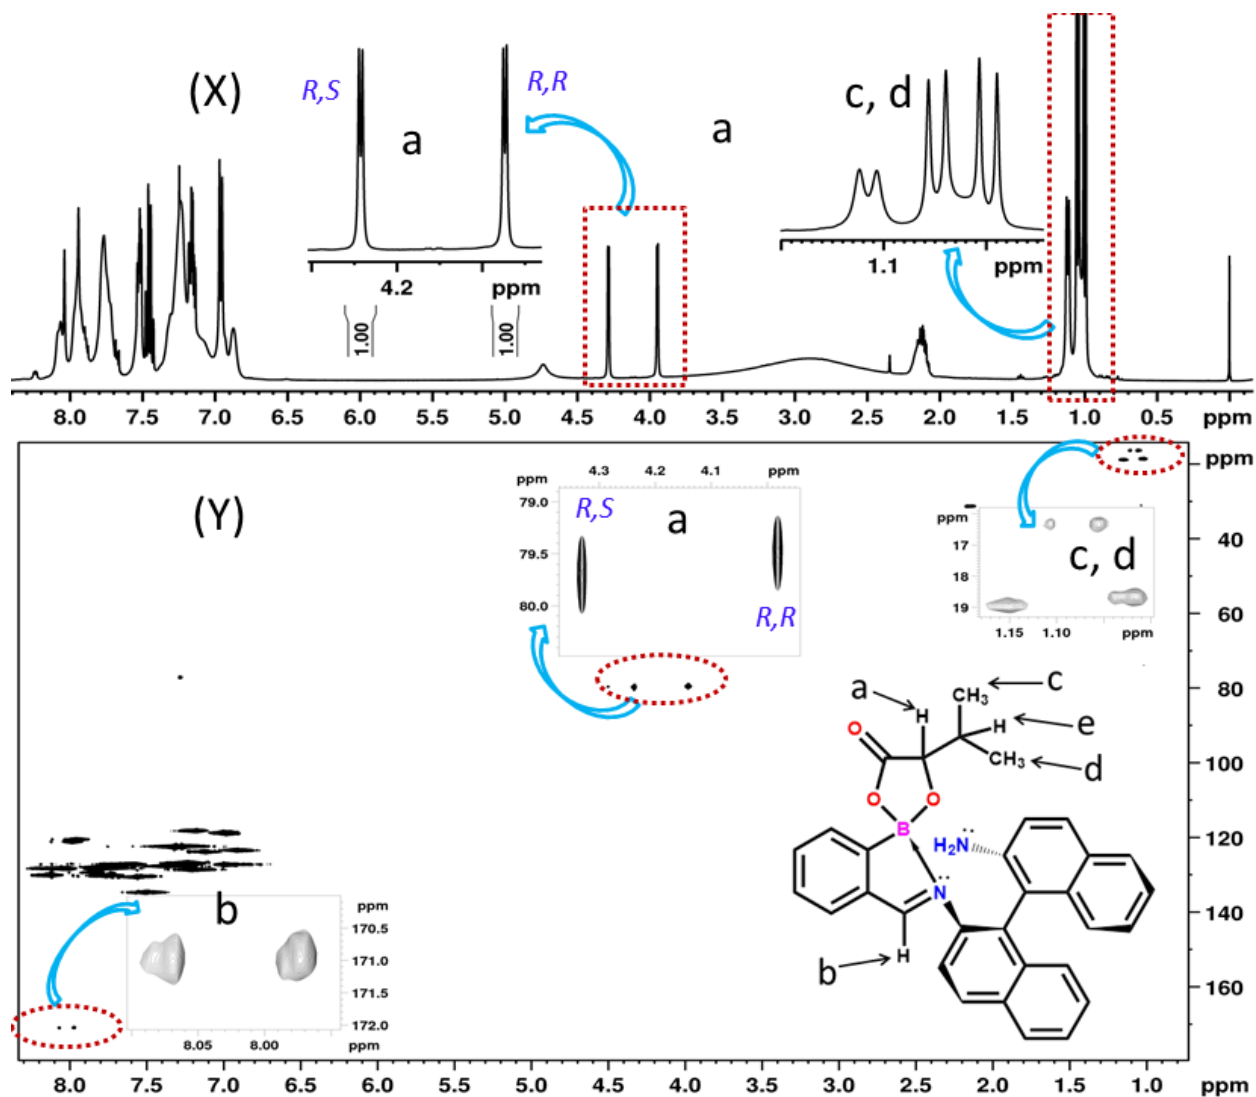 (X)
R,S
a
R,R
4.2 ppm
1.00 1.00
a
c, d
1.1 ppm
8.0 7.5 7.0 6.5 6.0 5.5 5.0 4.5 4.0 3.5 3.0 2.5 2.0 1.5 1.0 0.5 ppm
(Y)
4.3 4.2 4.1 ppm
ppm
79.0
79.5
80.0
R,S
a
R,R
ppm
17
18
19
c, d
1.15 1.10 ppm
b
ppm
170.5
171.0
171.5
172.0
8.05 8.00 ppm
a
H
CH3
c
H
e
CH3
d
O
O
O
B
H2N
N
H
b
ppm
40
60
80
100
120
140
160
8.0 7.5 7.0 6.5 6.0 5.5 5.0 4.5 4.0 3.5 3.0 2.5 2.0 1.5 1.0 ppm